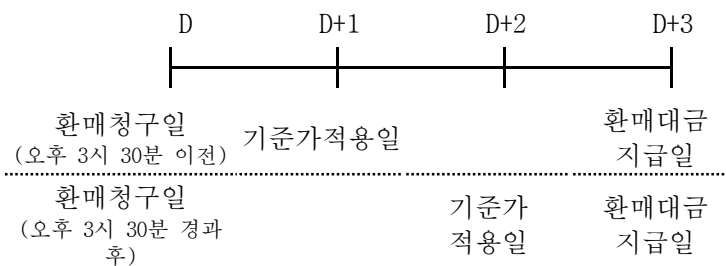 D D+1 D+2 D+3
환매청구일
(오후 3시 30분 이전)
기준가적용일
환매대금
지급일
환매청구일
(오후 3시 30분 경과
후)
기준가
적용일
환매대금
지급일